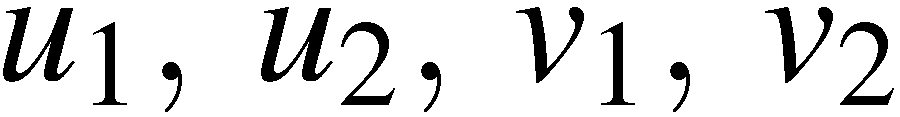 u₁, u₂, v₁, v₂